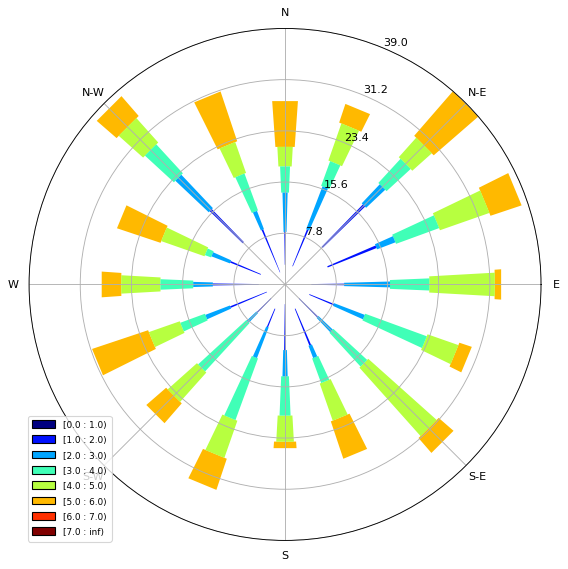 N
39.0
N-W
31.2
N-E
23.4
15.6
7.8
W
E
[0.0 : 1.0)
[1.0 : 2.0)
[2.0 : 3.0)
[3.0 : 4.0)
[4.0 : 5.0)
[5.0 : 6.0)
[6.0 : 7.0)
[7.0 : inf)
S-W
S-E
S